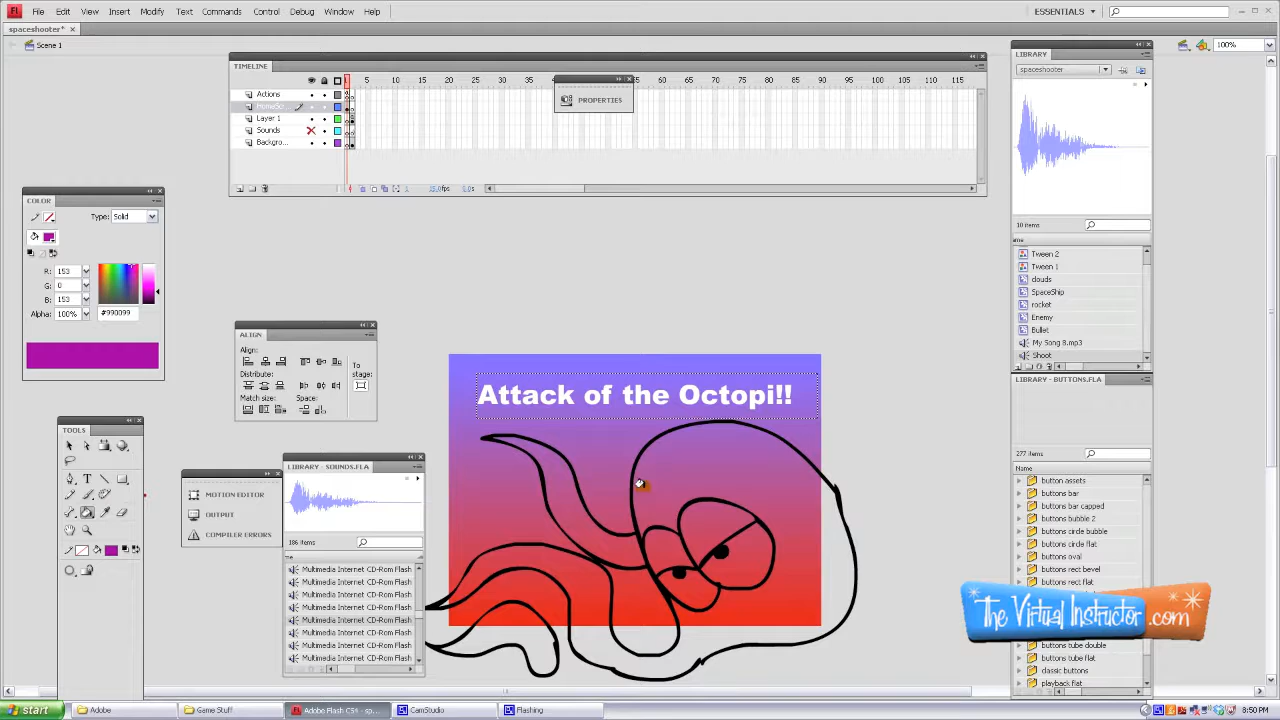 File Edit View Insert Modify Text Commands Control Debug Window Help
ESSENTIALS
spaceshooter*
Scene 1
100%
TIMELINE
5 10 15 20 25 30 35 40 55 60 65 70 75 80 85 90 95 100 105 110 115
Actions
HomeScr...
Layer 1
Sounds
Backgro...
PROPERTIES
COLOR
Type: Solid
R: 153
G: 0
B: 153
Alpha: 100% #990099
ALIGN
Align:
Distribute:
Match size: Space:
To
stage:
TOOLS
MOTION EDITOR
OUTPUT
COMPILER ERRORS
LIBRARY - SOUNDS.FLA
186 items
Multimedia Internet CD-Rom Flash
Multimedia Internet CD-Rom Flash
Multimedia Internet CD-Rom Flash
Multimedia Internet CD-Rom Flash
Multimedia Internet CD-Rom Flash
Multimedia Internet CD-Rom Flash
Multimedia Internet CD-Rom Flash
Multimedia Internet CD-Rom Flash
Attack of the Octopi!!
LIBRARY
spaceshooter
10 items
ame
Tween 2
Tween 1
clouds
SpaceShip
rocket
Enemy
Bullet
My Song 8.mp3
Shoot
LIBRARY - BUTTONS.FLA
277 items
Name
button assets
buttons bar
buttons bar capped
buttons bubble 2
buttons circle bubble
buttons circle flat
buttons oval
buttons rect bevel
buttons rect flat
The Virtual Instructor .com
buttons tube double
buttons tube flat
classic buttons
playback flat
start
Adobe
Game Stuff
Adobe Flash CS4 - sp...
CamStudio
Flashing
8:50 PM